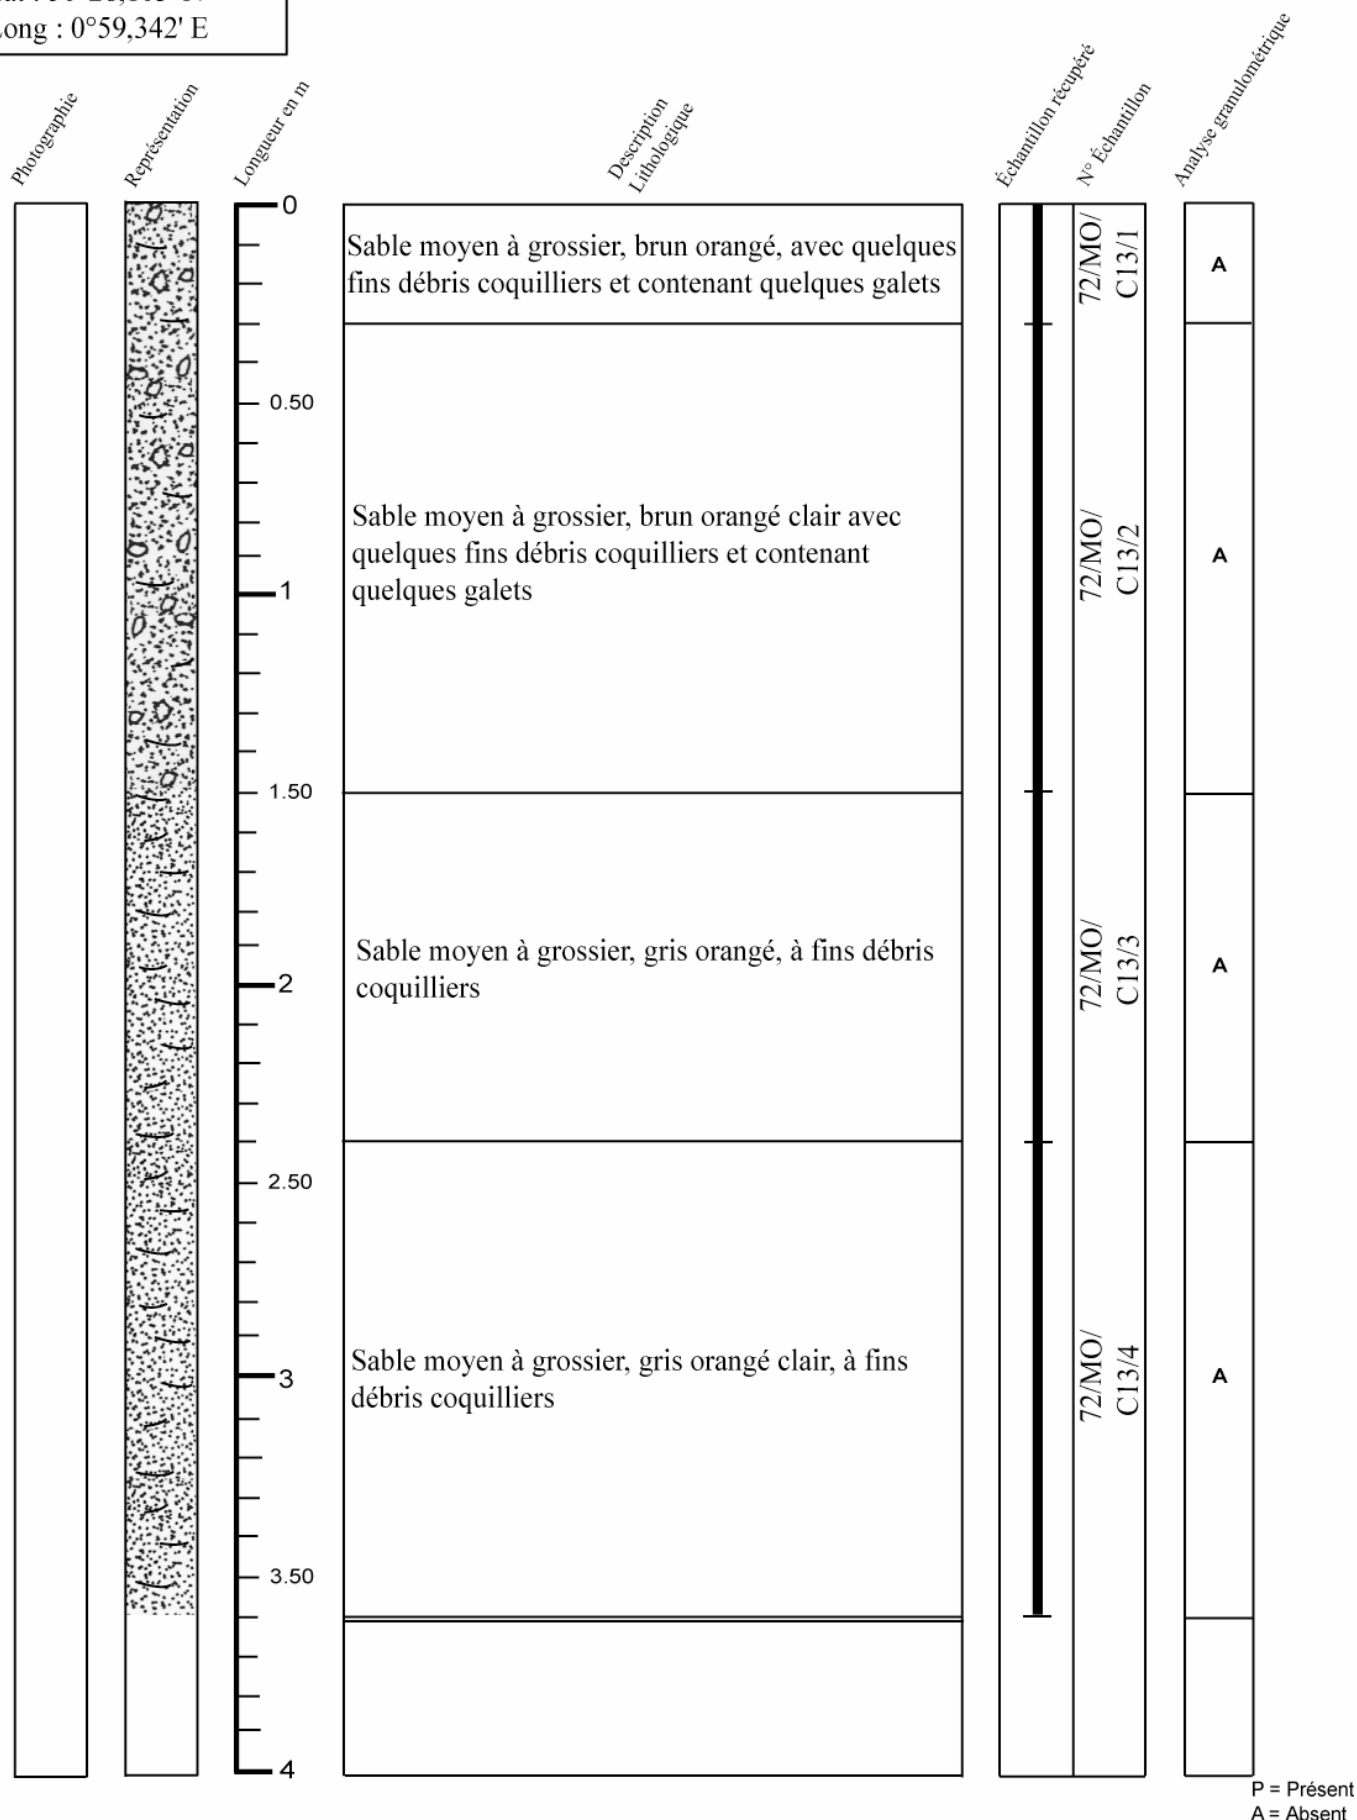 Long : 0°59,342' E
Photographie
Représentation
Longueur en m
Description
Lithologique
Échantillon récupéré
N° Échantillon
Analyse granulométrique
0
Sable moyen à grossier, brun orangé, avec quelques
fins débris coquilliers et contenant quelques galets
72/MO/
C13/1
A
0.50
Sable moyen à grossier, brun orangé clair avec
quelques fins débris coquilliers et contenant
quelques galets
72/MO/
C13/2
A
1
1.50
Sable moyen à grossier, gris orangé, à fins débris
coquilliers
72/MO/
C13/3
A
2
2.50
Sable moyen à grossier, gris orangé clair, à fins
débris coquilliers
72/MO/
C13/4
A
3
3.50
4
P = Présent
A = Absent